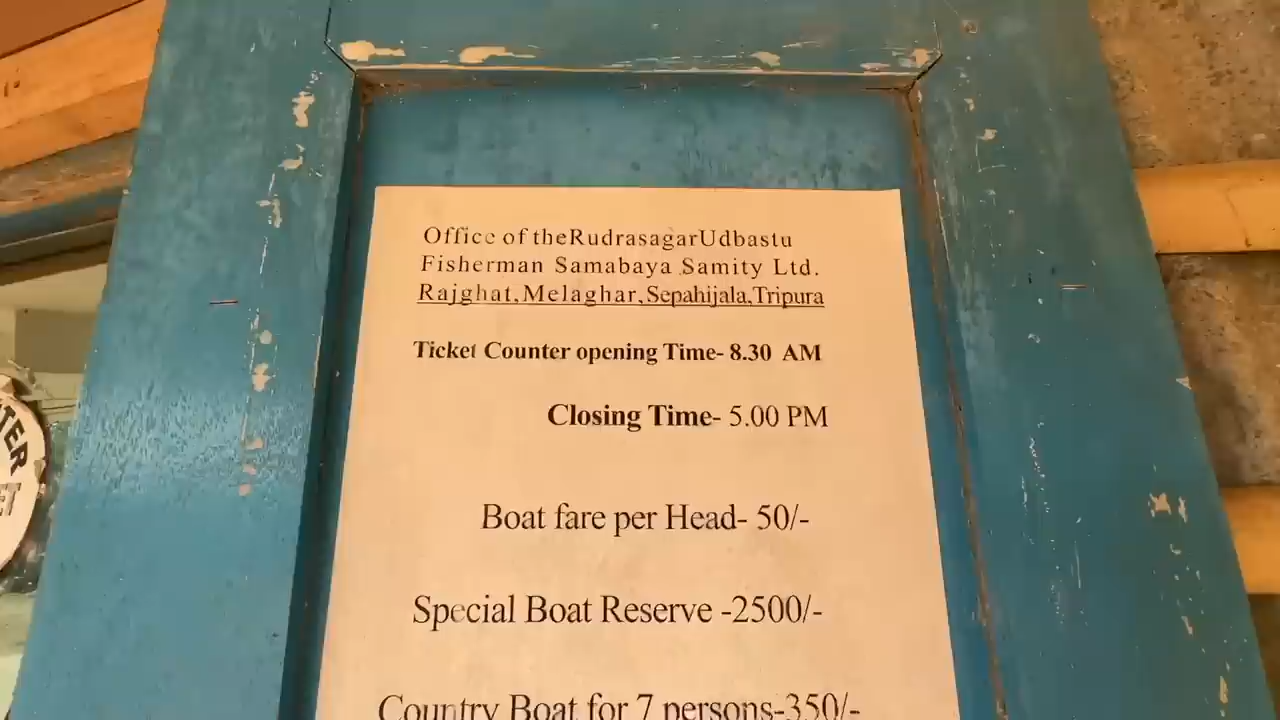 Office of theRudrasagarUdbastu
Fisherman Samabaya Samity Ltd.
Rajghat,Melaghar,Sepahijala,Tripura
Ticket Counter opening Time- 8.30 AM
Closing Time- 5.00 PM
Boat fare per Head- 50/-
Special Boat Reserve -2500/-
Country Boat for 7 persons-350/-